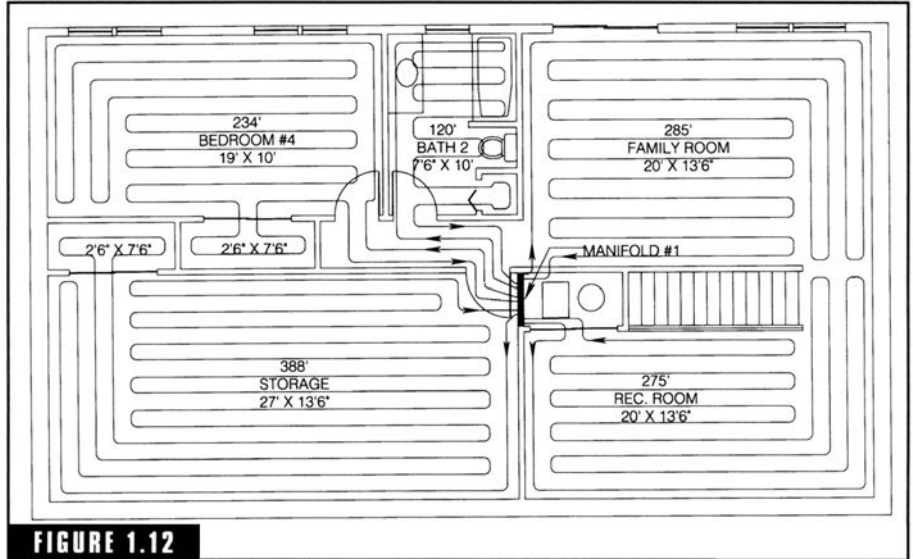 234'
BEDROOM #4
19' X 10'
120'
BATH 2
7'6" X 10'
285'
FAMILY ROOM
20' X 13'6"
2'6" X 7'6"
2'6" X 7'6"
MANIFOLD #1
388'
STORAGE
27' X 13'6"
275'
REC. ROOM
20' X 13'6"
FIGURE 1.12